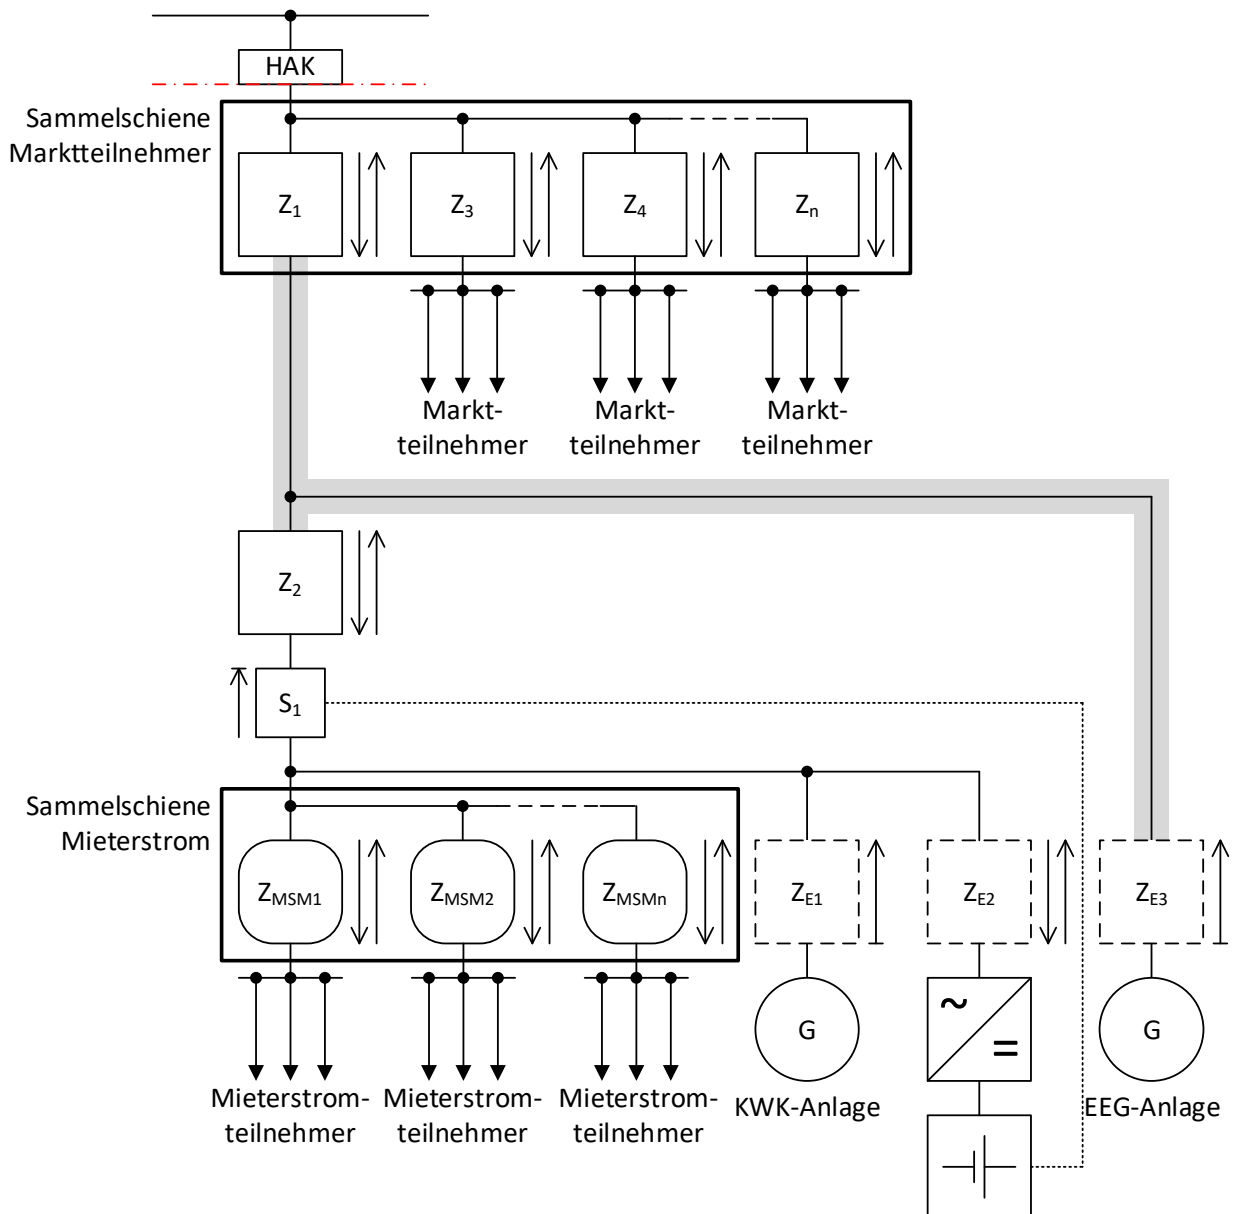 HAK
Sammelschiene
Marktteilnehmer
Z1
Z3
Z4
Zn
Markt-
teilnehmer
Markt-
teilnehmer
Markt-
teilnehmer
Z2
S1
Sammelschiene
Mieterstrom
ZMSM1
ZMSM2
ZMSMn
ZE1
ZE2
ZE3
G
~
=
G
Mieterstrom-
teilnehmer
Mieterstrom-
teilnehmer
Mieterstrom-
teilnehmer
KWK-Anlage
EEG-Anlage